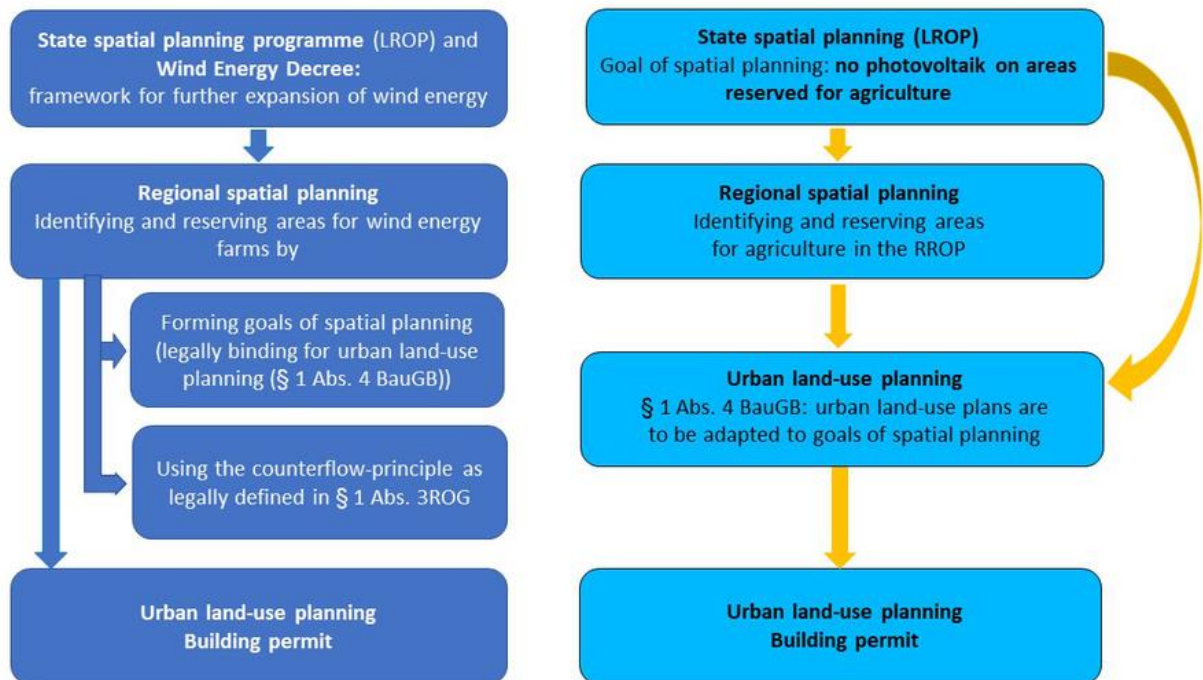 State spatial planning programme (LROP) and
Wind Energy Decree:
framework for further expansion of wind energy
Regional spatial planning
Identifying and reserving areas for wind energy
farms by
Forming goals of spatial planning
(legally binding for urban land-use
planning (§ 1 Abs. 4 BauGB))
Using the counterflow-principle as
legally defined in § 1 Abs. 3ROG
Urban land-use planning
Building permit
State spatial planning (LROP)
Goal of spatial planning: no photovoltaik on areas
reserved for agriculture
Regional spatial planning
Identifying and reserving areas
for agriculture in the RROP
Urban land-use planning
§ 1 Abs. 4 BauGB: urban land-use plans are
to be adapted to goals of spatial planning
Urban land-use planning
Building permit